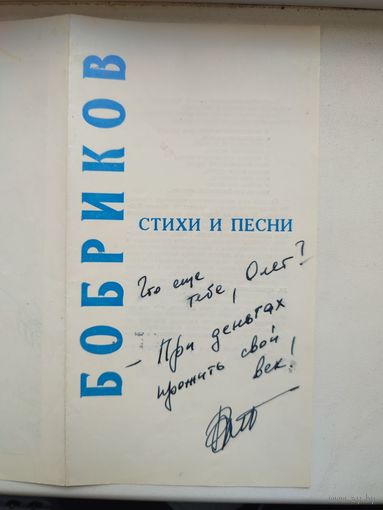 БОБРИКОВ
СТИХИ И ПЕСНИ
Что еще
тебе, Олег?
— При деньгах
прожить свой
век!